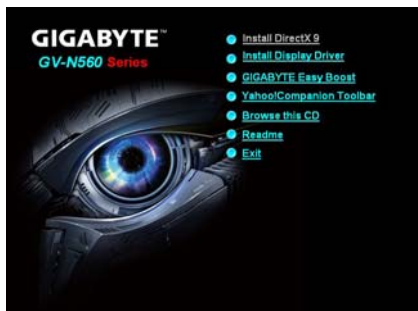 GIGABYTE™
GV-N560 Series
Install DirectX 9
Install Display Driver
GIGABYTE Easy Boost
Yahoo!Companion Toolbar
Browse this CD
Readme
Exit